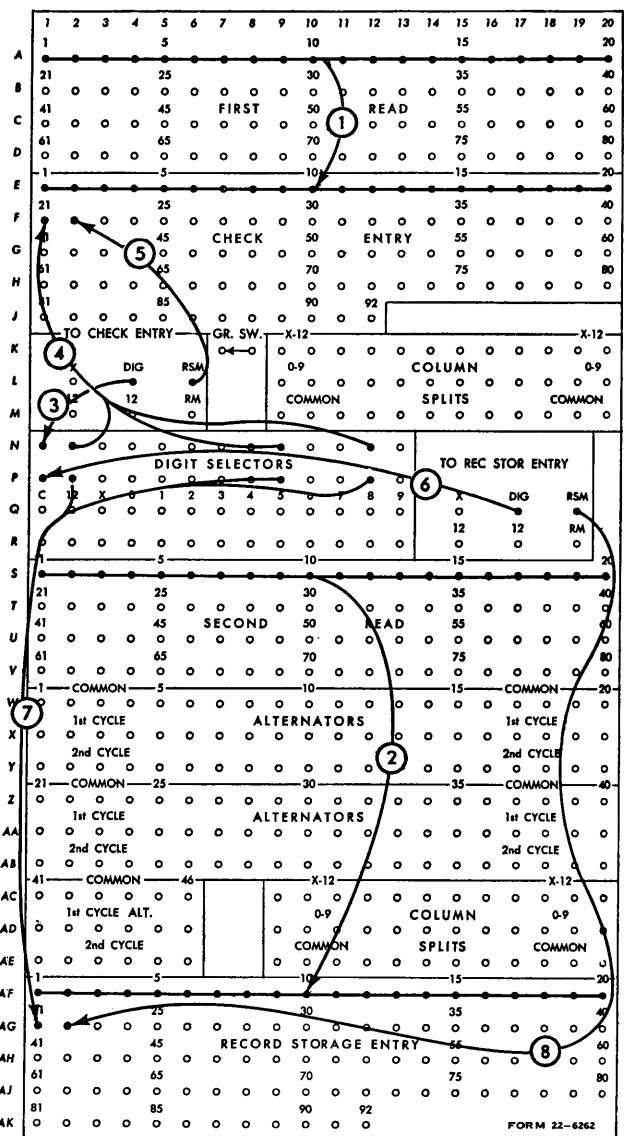 1 2 3 4 5 6 7 8 9 10 11 12 13 14 15 16 17 18 19 20
1 5 10 15 20
A
21 25 30 35 40
B
41 45 FIRST 50 READ 55 60
C
61 65 70 75 80
D
1 5 10 15 20
E
21 25 30 35 40
F
45 CHECK 50 ENTRY 55 60
G
61 65 70 75 80
H
81 85 90 92
J
TO CHECK ENTRY GR. SW. X-12 X-12
K
X DIG RSM 0-9 COLUMN 0-9
L
12 12 RM COMMON SPLITS COMMON
M
N
DIGIT SELECTORS TO REC STOR ENTRY
P
C 12 X 0 1 2 3 4 5 6 7 8 9 X DIG RSM
Q
12 12 RM
R
1 5 10 15 20
S
21 25 30 35 40
T
41 45 SECOND 50 READ 55 60
U
61 65 70 75 80
V
1 COMMON 5 10 15 COMMON 20
W
1st CYCLE ALTERNATORS 1st CYCLE
X
2nd CYCLE 2nd CYCLE
Y
21 COMMON 25 30 35 COMMON 40
Z
1st CYCLE ALTERNATORS 1st CYCLE
AA
2nd CYCLE 2nd CYCLE
AB
41 COMMON 46 X-12 X-12
AC
1st CYCLE ALT. 0-9 COLUMN 0-9
AD
2nd CYCLE COMMON SPLITS COMMON
AE
1 5 10 15 20
AF
25 30 35 40
AG
41 45 RECORD STORAGE ENTRY 55 60
AH
61 65 70 75 80
AJ
81 85 90 92
AK
FORM 22-6262
1
2
3
4
5
6
7
8